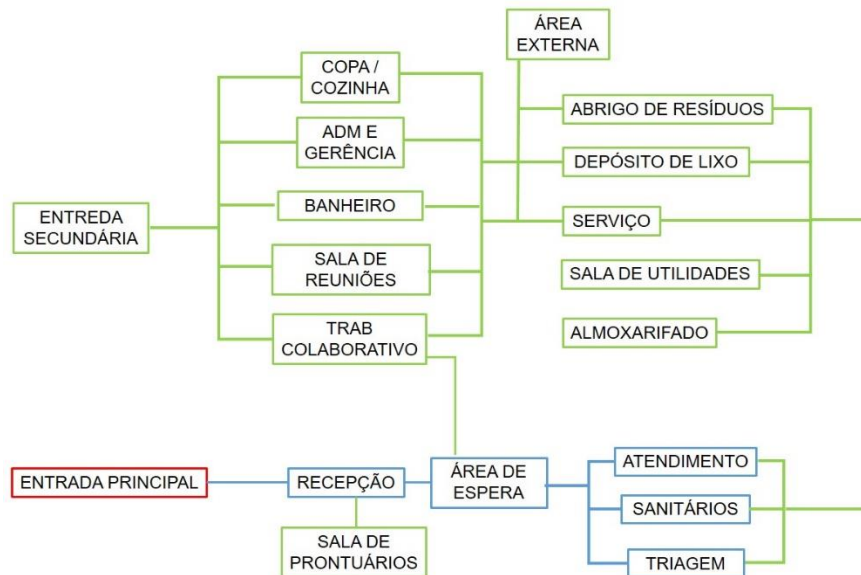 ÁREA
EXTERNA
COPA /
COZINHA
ABRIGO DE RESÍDUOS
ADM E
GERÊNCIA
DEPÓSITO DE LIXO
BANHEIRO
ENTREDA
SECUNDÁRIA
SERVIÇO
SALA DE
REUNIÕES
SALA DE UTILIDADES
TRAB
COLABORATIVO
ALMOXARIFADO
ENTRADA PRINCIPAL
RECEPÇÃO
ÁREA DE
ESPERA
ATENDIMENTO
SANITÁRIOS
TRIAGEM
SALA DE
PRONTUÁRIOS